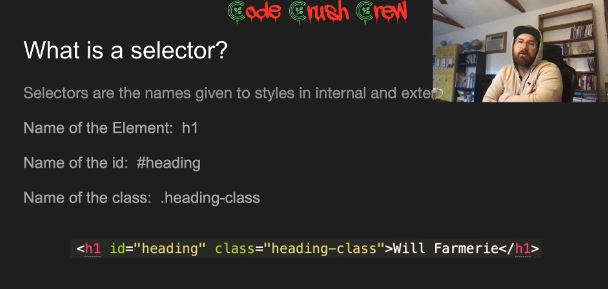 Code Crush Crew
What is a selector?
Selectors are the names given to styles in internal and
Name of the Element: h1
Name of the id: #heading
Name of the class: .heading-class
<h1 id="heading" class="heading-class">Will Farmerie</h1>